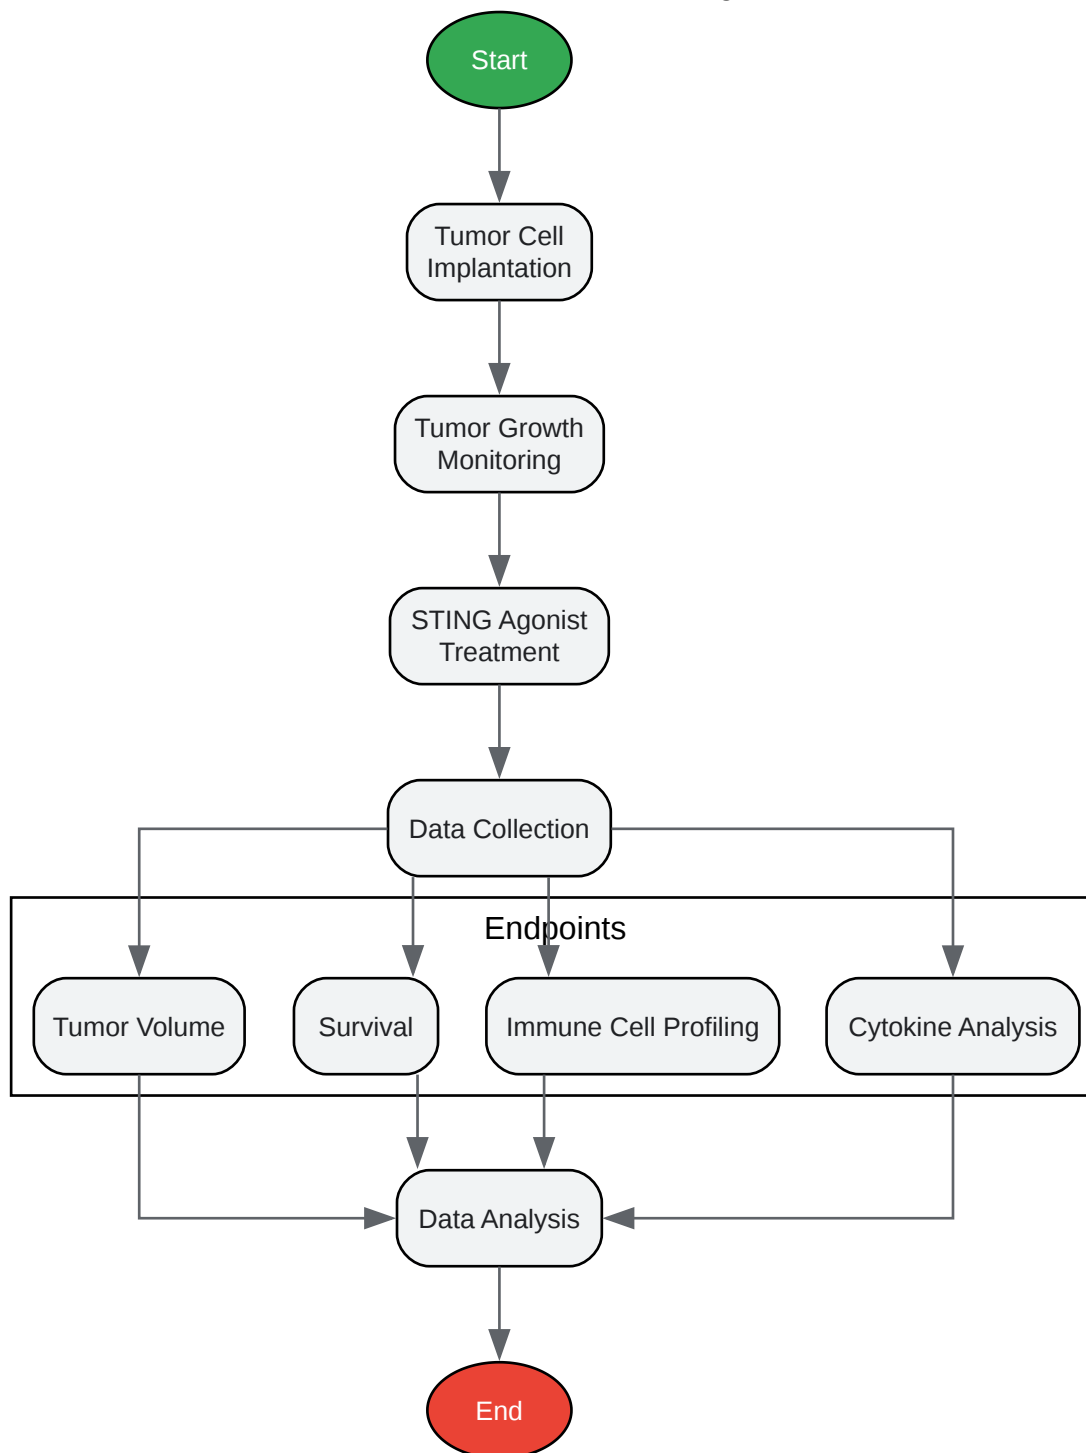 Start
Tumor Cell
Implantation
Tumor Growth
Monitoring
STING Agonist
Treatment
Data Collection
Endpoints
Tumor Volume
Survival
Immune Cell Profiling
Cytokine Analysis
Data Analysis
End